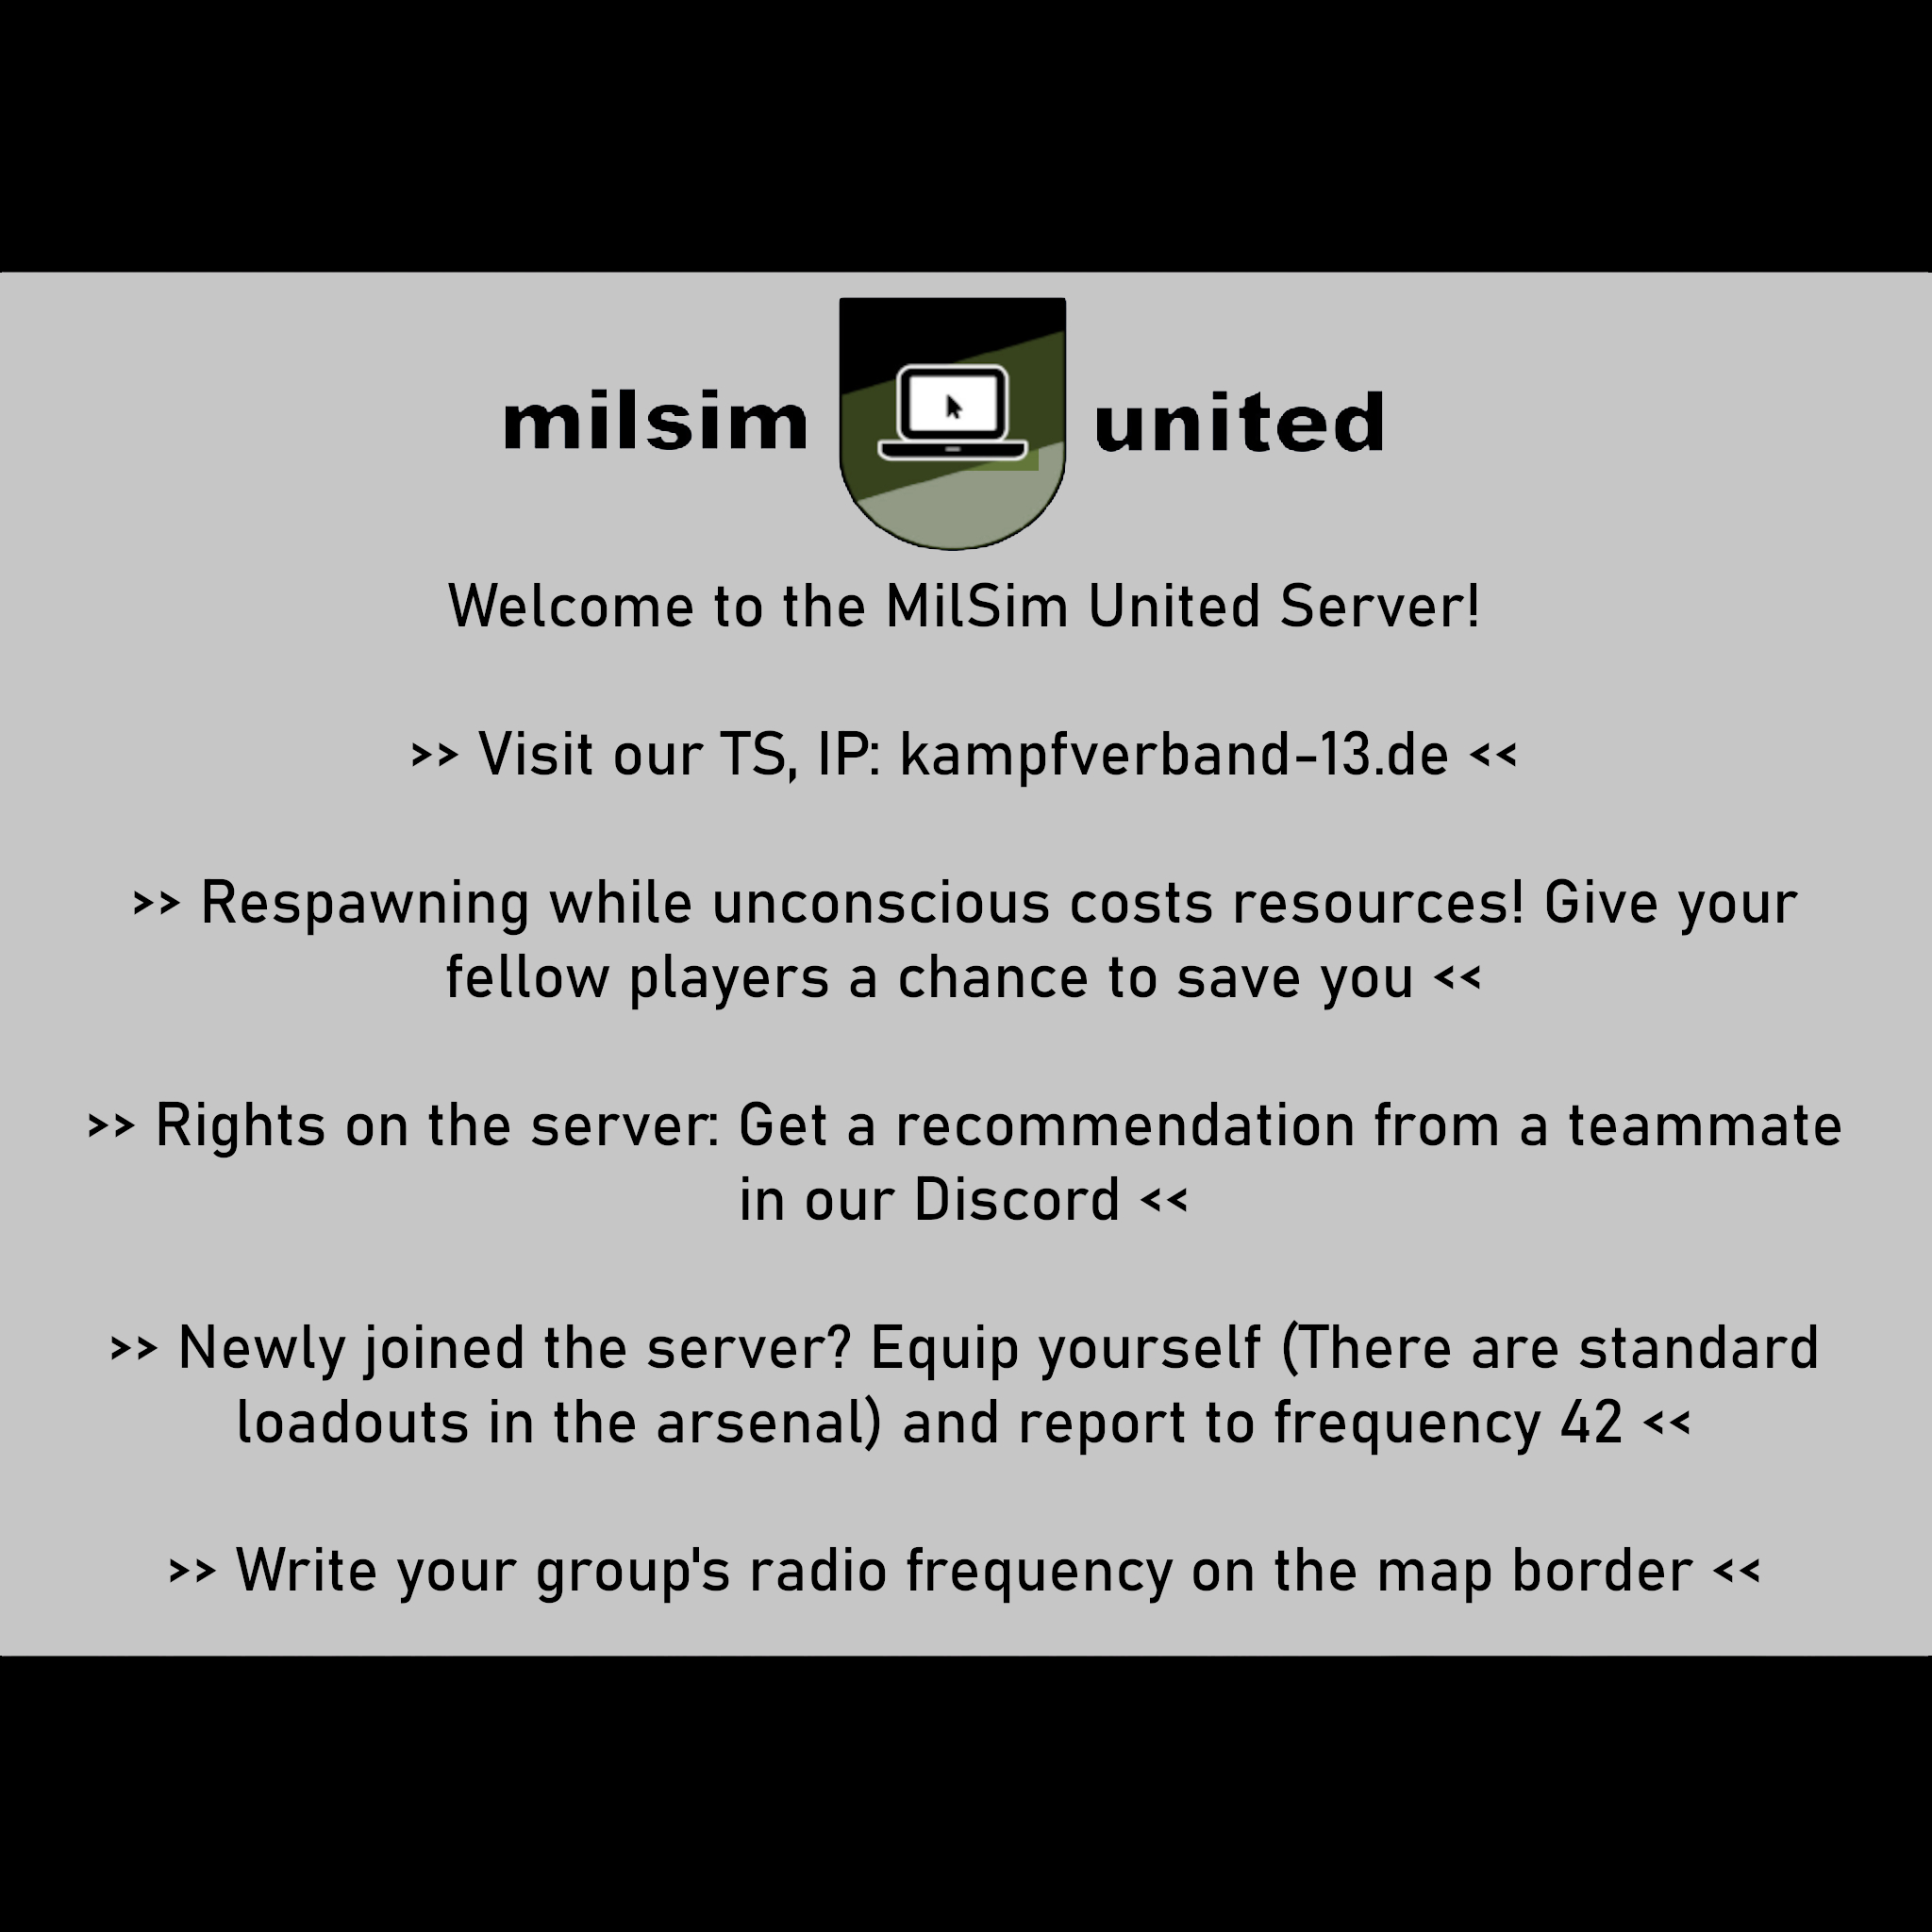 milsim united
Welcome to the MilSim United Server!
>> Visit our TS, IP: kampfverband-13.de <<
>> Respawning while unconscious costs resources! Give your
fellow players a chance to save you <<
>> Rights on the server: Get a recommendation from a teammate
in our Discord <<
>> Newly joined the server? Equip yourself (There are standard
loadouts in the arsenal) and report to frequency 42 <<
>> Write your group's radio frequency on the map border <<